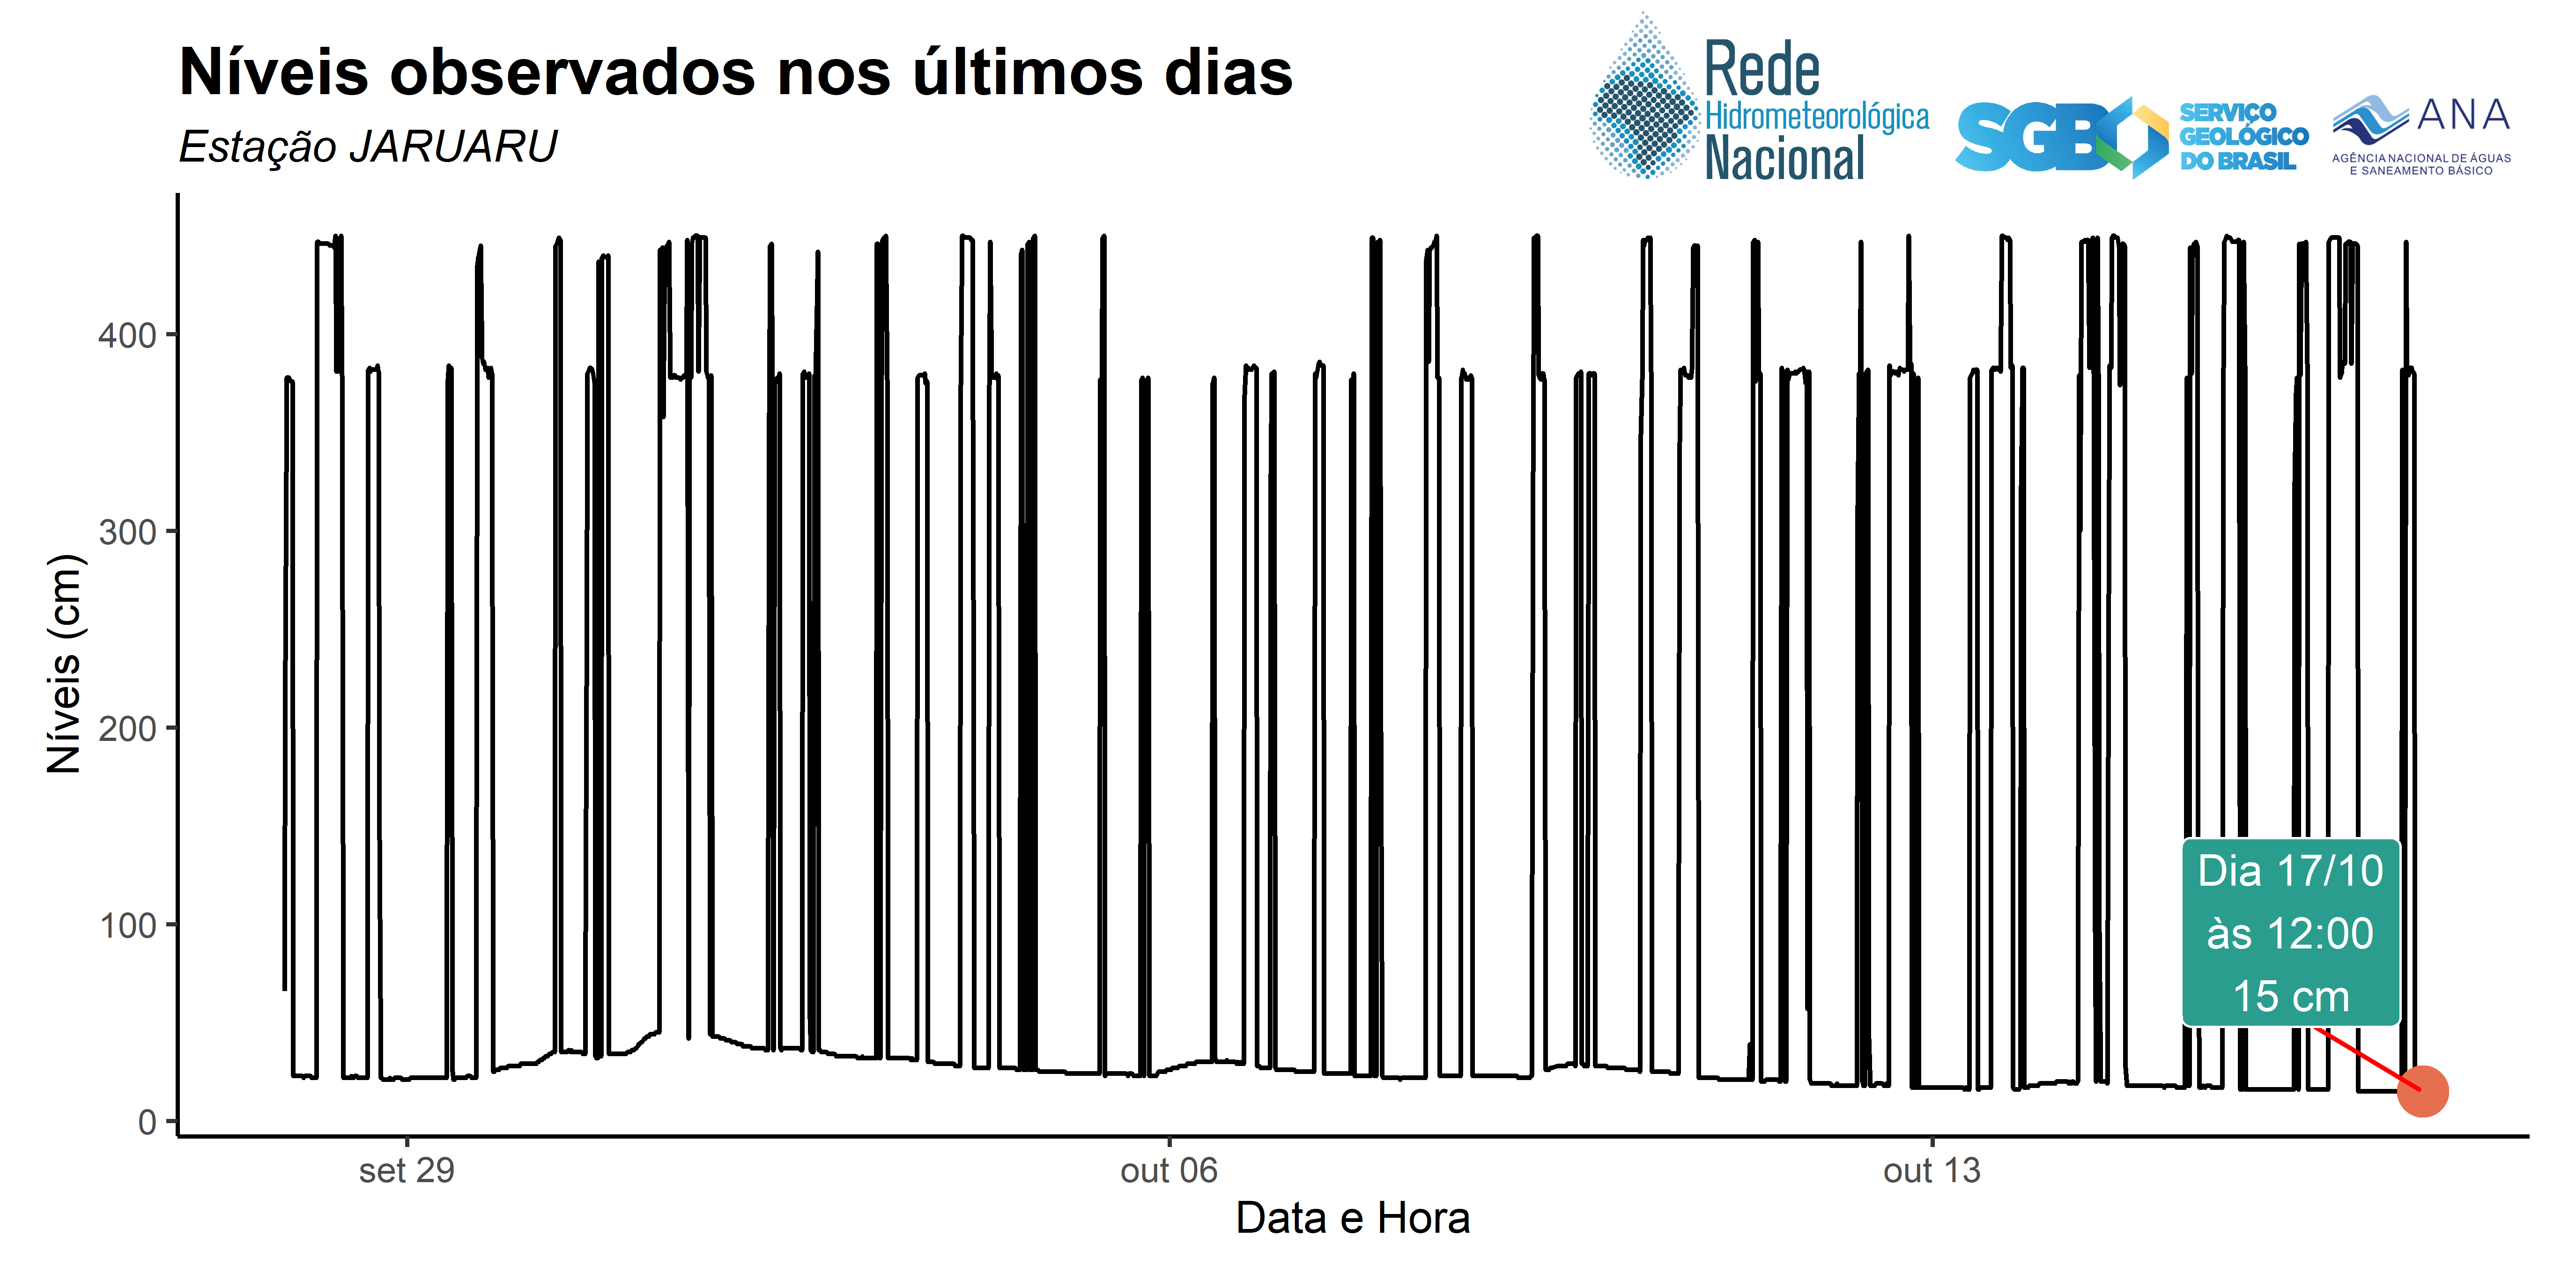 Níveis observados nos últimos dias
Estação JARUARU
Rede
Hidrometeorológica
Nacional
SGB
SERVIÇO
GEOLÓGICO
DO BRASIL
ANA
AGÊNCIA NACIONAL DE ÁGUAS
E SANEAMENTO BÁSICO
Níveis (cm)
400
300
200
100
0
Dia 17/10
às 12:00
15 cm
set 29
out 06
out 13
Data e Hora